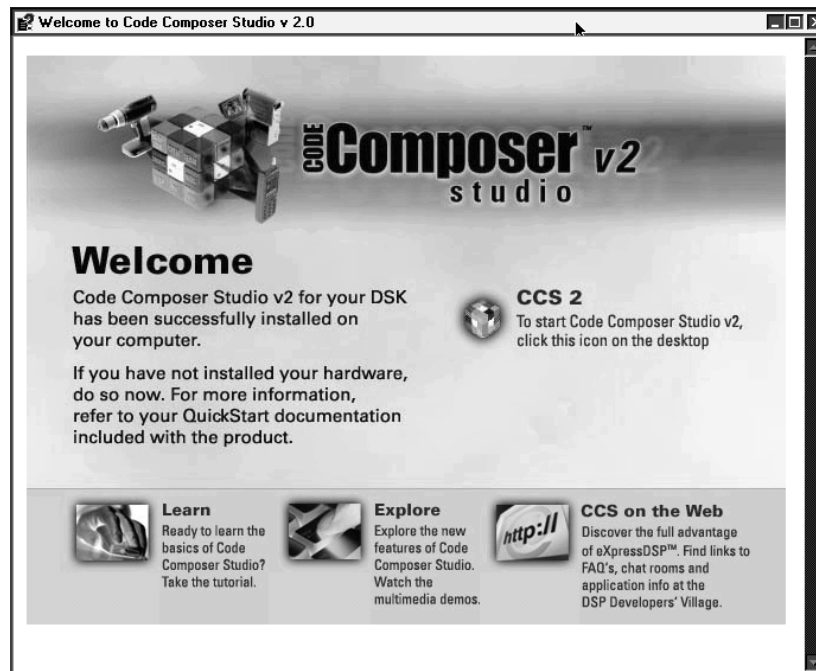 Welcome to Code Composer Studio v 2.0
CODE Composer™ v2
studio
Welcome
Code Composer Studio v2 for your DSK
has been successfully installed on
your computer.
If you have not installed your hardware,
do so now. For more information,
refer to your QuickStart documentation
included with the product.
CCS 2
To start Code Composer Studio v2,
click this icon on the desktop
Learn
Ready to learn the
basics of Code
Composer Studio?
Take the tutorial.
Explore
Explore the new
features of Code
Composer Studio.
Watch the
multimedia demos.
http://
CCS on the Web
Discover the full advantage
of eXpressDSP™. Find links to
FAQ's, chat rooms and
application info at the
DSP Developers' Village.